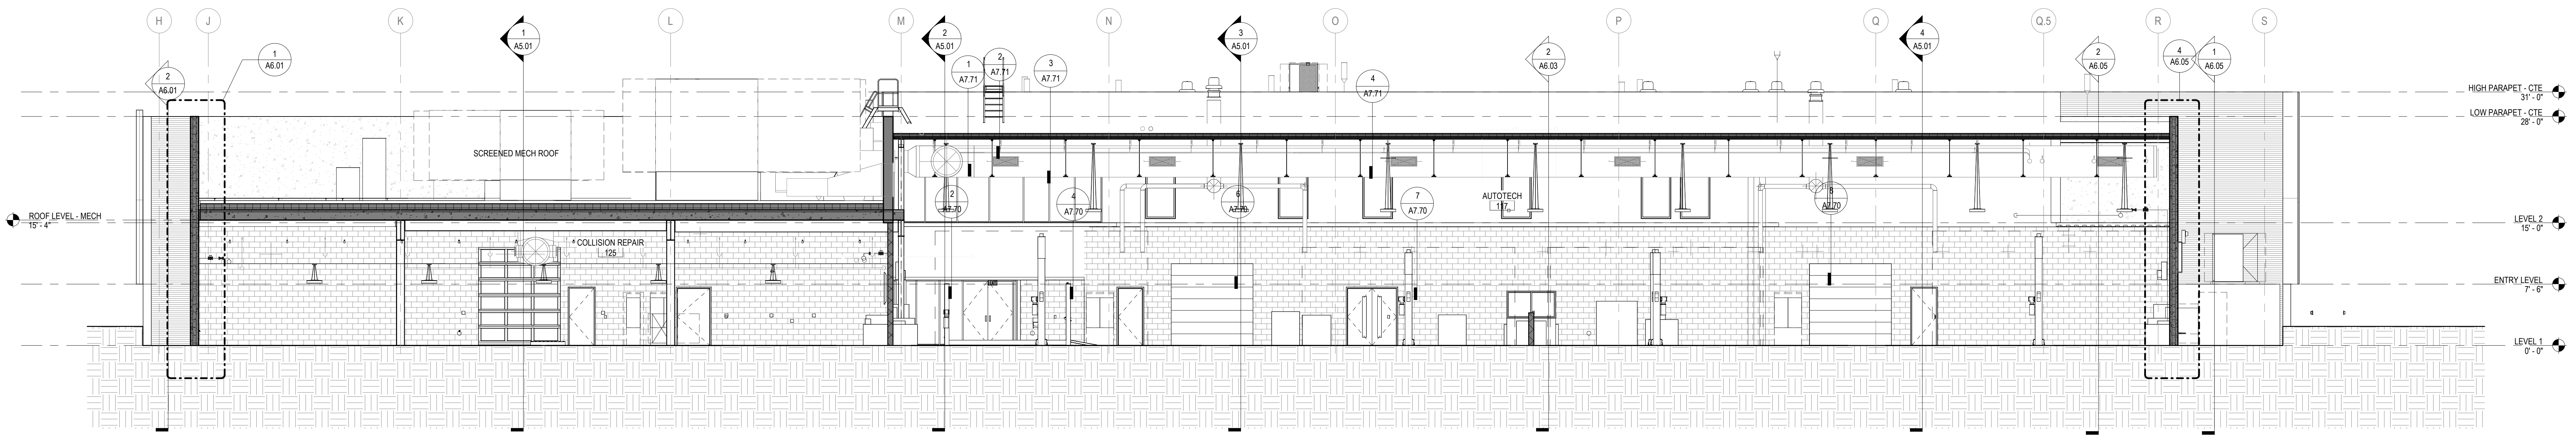 H
J
K
L
M
N
O
P
Q
Q.5
R
S
1
A6.01
2
A6.01
1
A5.01
2
A5.01
1
A7.71
2
A7.71
3
A7.71
3
A5.01
4
A7.71
2
A6.03
4
A5.01
2
A6.05
4
A6.05
1
A6.05
HIGH PARAPET - CTE
31' - 0"
LOW PARAPET - CTE
28' - 0"
SCREENED MECH ROOF
2
A7.70
4
A7.70
6
A7.70
7
A7.70
AUTOTECH
117
8
A7.70
ROOF LEVEL - MECH
15' - 4"
LEVEL 2
15' - 0"
COLLISION REPAIR
125
ENTRY LEVEL
7' - 6"
LEVEL 1
0' - 0"